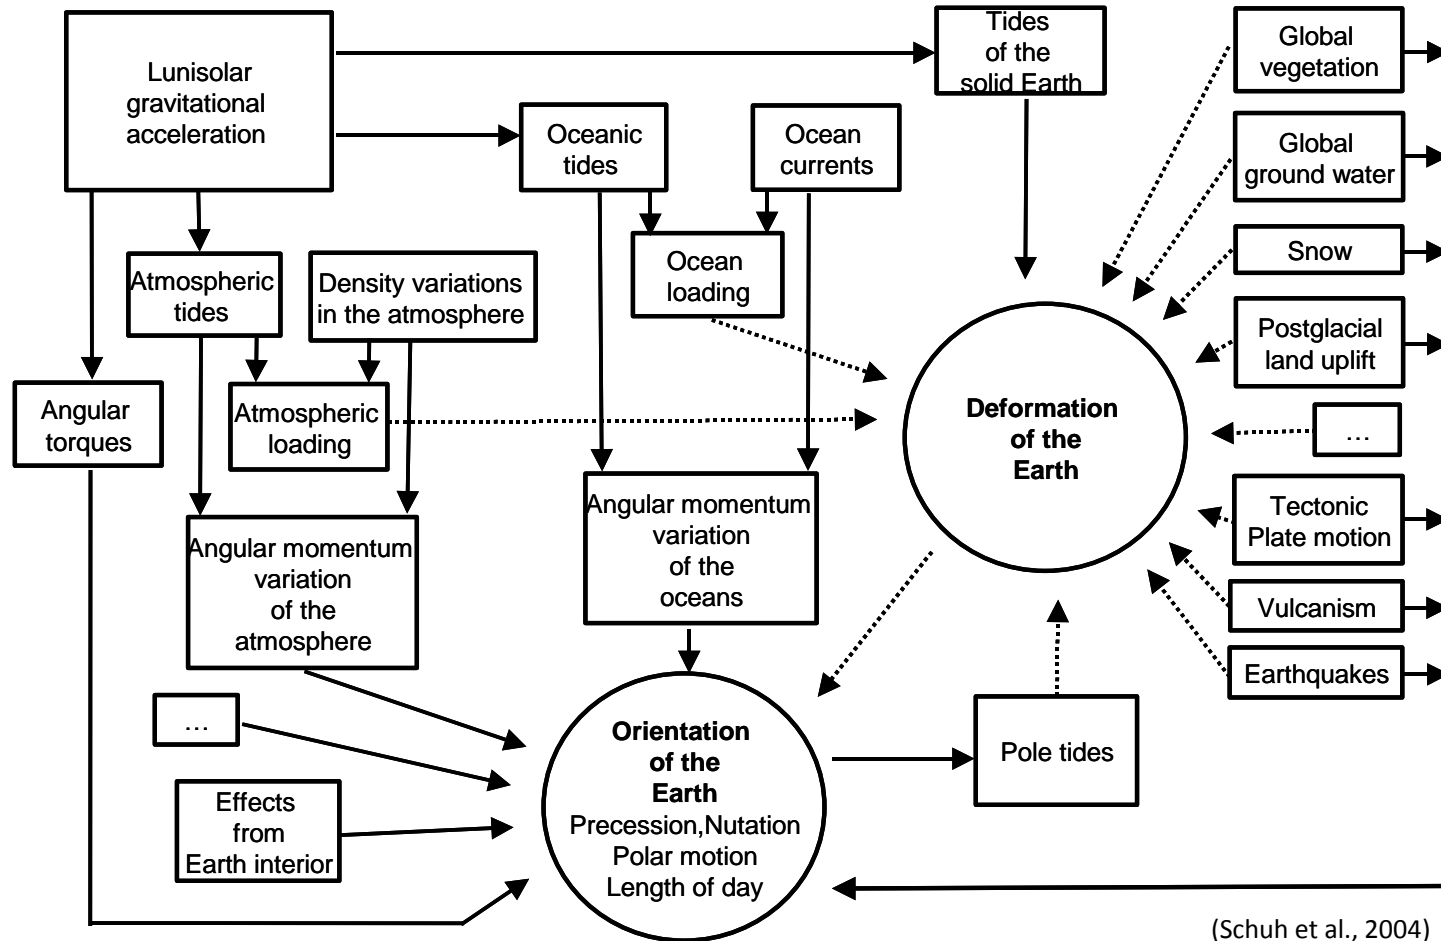 Lunisolar
gravitational
acceleration
Tides
of the
solid Earth
Global
vegetation
Oceanic
tides
Ocean
currents
Global
ground water
Atmospheric
tides
Density variations
in the atmosphere
Ocean
loading
Snow
Postglacial
land uplift
Angular
torques
Atmospheric
loading
Deformation
of the
Earth
...
Angular momentum
variation
of the
atmosphere
Angular momentum
variation
of the
oceans
Tectonic
Plate motion
Vulcanism
Earthquakes
...
Effects
from
Earth interior
Orientation
of the
Earth
Precession,Nutation
Polar motion
Length of day
Pole tides
(Schuh et al., 2004)